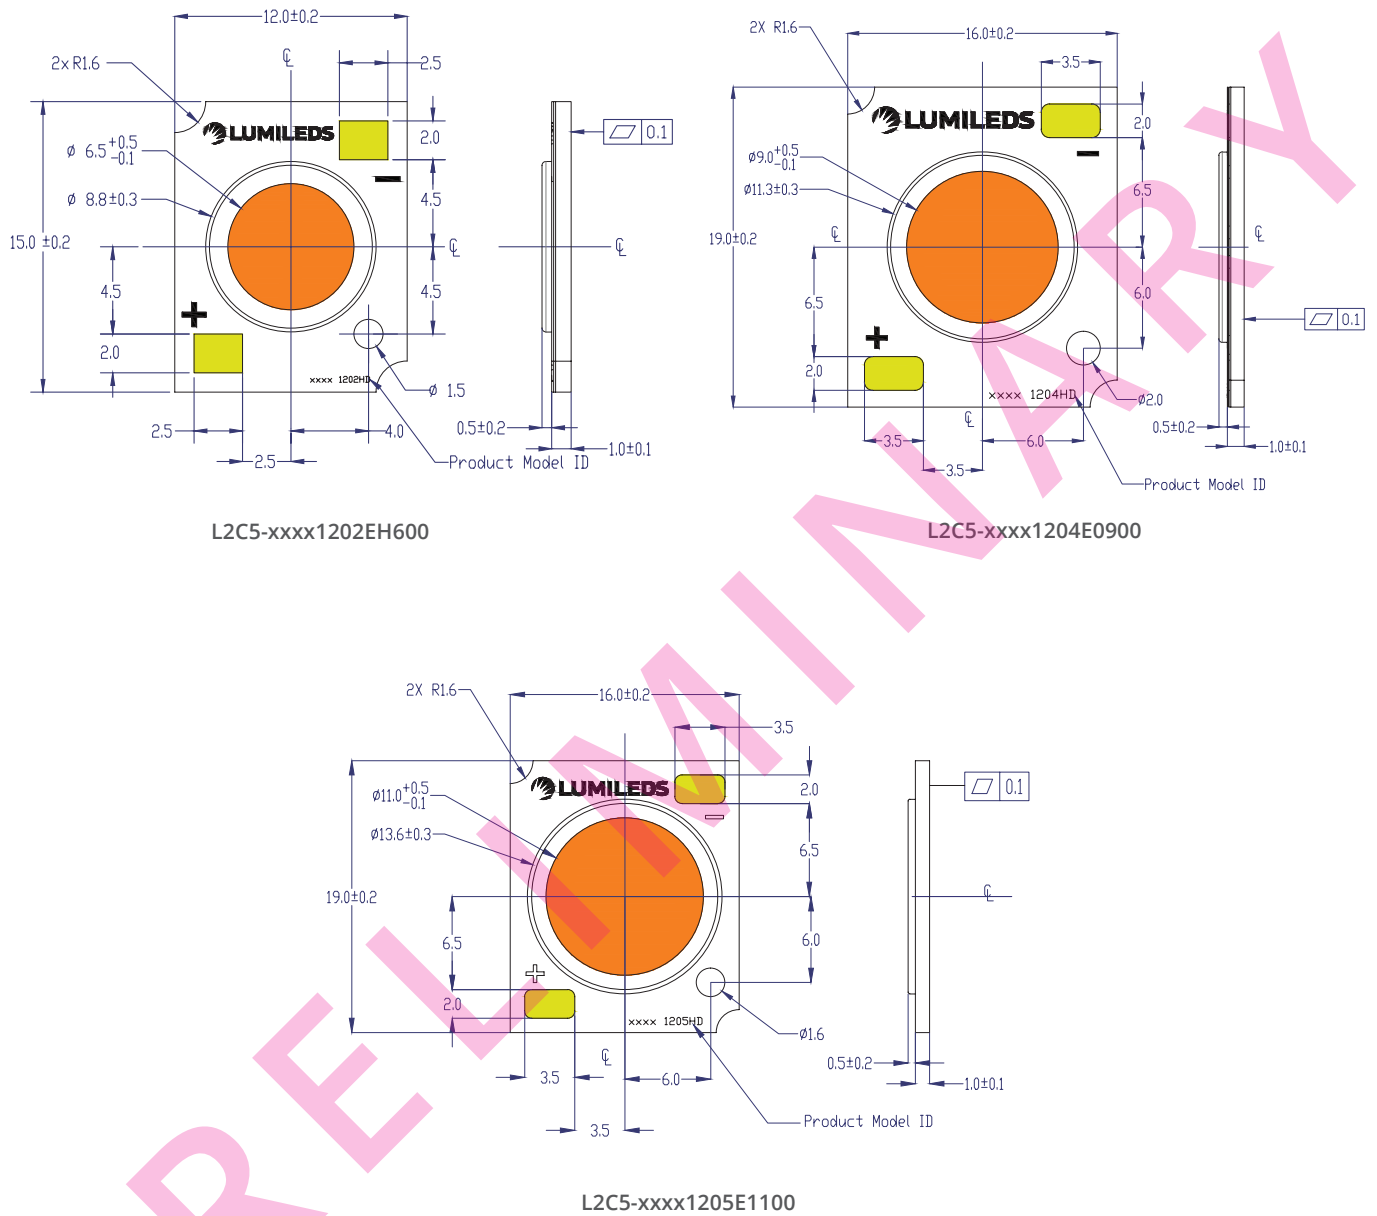 12.0±0.2
℄
2.5
2x R1.6
LUMILEDS
2.0
⌀ 6.5 +0.5 -0.1
⌀ 8.8±0.3
4.5
15.0 ±0.2
℄
4.5
4.5
2.0
xxxx 1202HD
⌀ 1.5
2.5
4.0
2.5
Product Model ID
0.1
℄
0.5±0.2
1.0±0.1
L2C5-xxxx1202EH600
2X R1.6
16.0±0.2
3.5
LUMILEDS
2.0
⌀9.0 +0.5 -0.1
⌀11.3±0.3
6.5
19.0±0.2
℄
6.5
6.0
2.0
xxxx 1204HD
⌀2.0
℄
3.5
6.0
3.5
Product Model ID
℄
0.1
0.5±0.2
1.0±0.1
L2C5-xxxx1204E0900
2X R1.6
16.0±0.2
3.5
LUMILEDS
2.0
⌀11.0 +0.5 -0.1
⌀13.6±0.3
6.5
19.0±0.2
6.5
6.0
2.0
xxxx 1205HD
⌀1.6
℄
3.5
6.0
3.5
Product Model ID
0.1
℄
0.5±0.2
1.0±0.1
L2C5-xxxx1205E1100
RELIMINARY